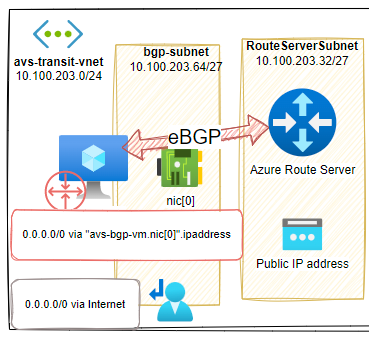 avs-transit-vnet
10.100.203.0/24
bgp-subnet
10.100.203.64/27
RouteServerSubnet
10.100.203.32/27
eBGP
Azure Route Server
nic[0]
0.0.0.0/0 via "avs-bgp-vm.nic[0]".ipaddress
Public IP address
0.0.0.0/0 via Internet